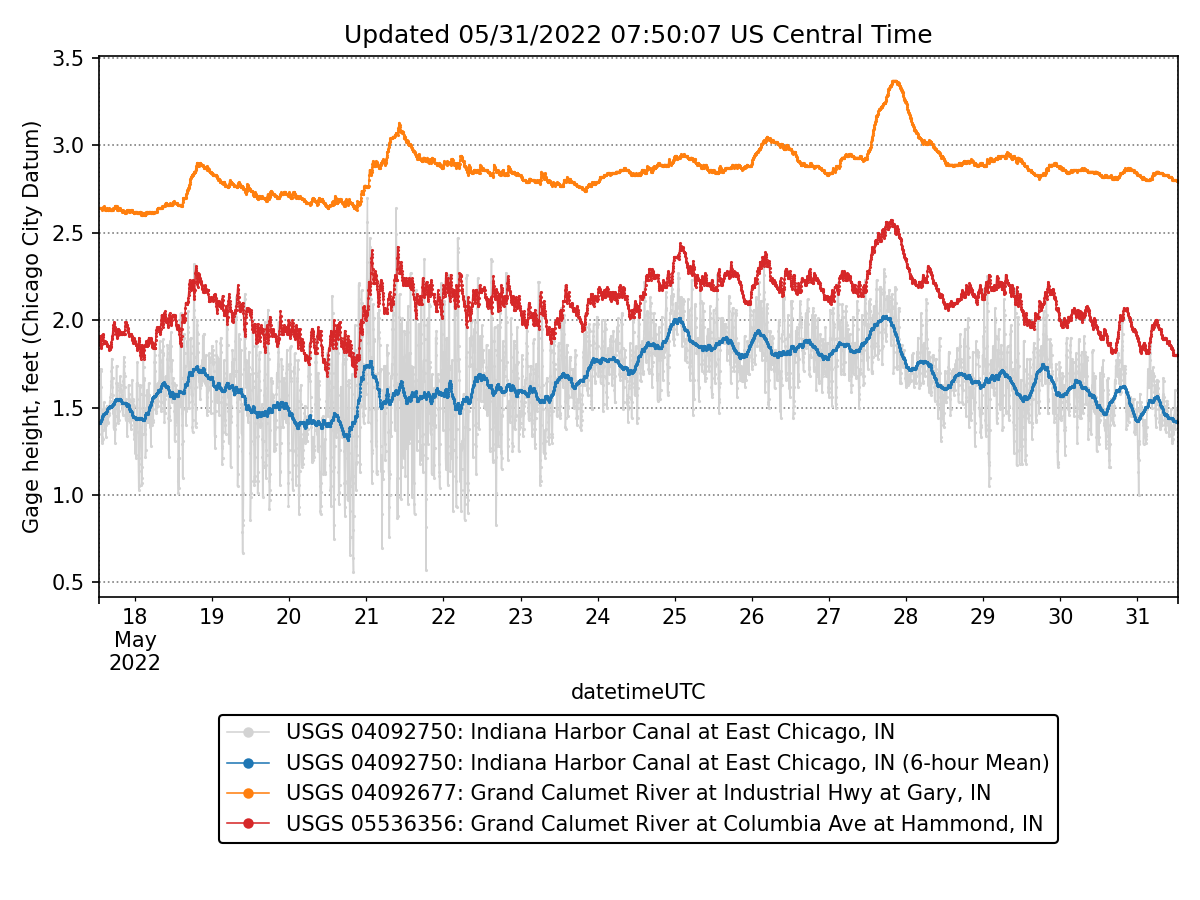 Updated 05/31/2022 07:50:07 US Central Time
Gage height, feet (Chicago City Datum)
3.5
3.0
2.5
2.0
1.5
1.0
0.5
18 19 20 21 22 23 24 25 26 27 28 29 30 31
May
2022
datetimeUTC
USGS 04092750: Indiana Harbor Canal at East Chicago, IN
USGS 04092750: Indiana Harbor Canal at East Chicago, IN (6-hour Mean)
USGS 04092677: Grand Calumet River at Industrial Hwy at Gary, IN
USGS 05536356: Grand Calumet River at Columbia Ave at Hammond, IN